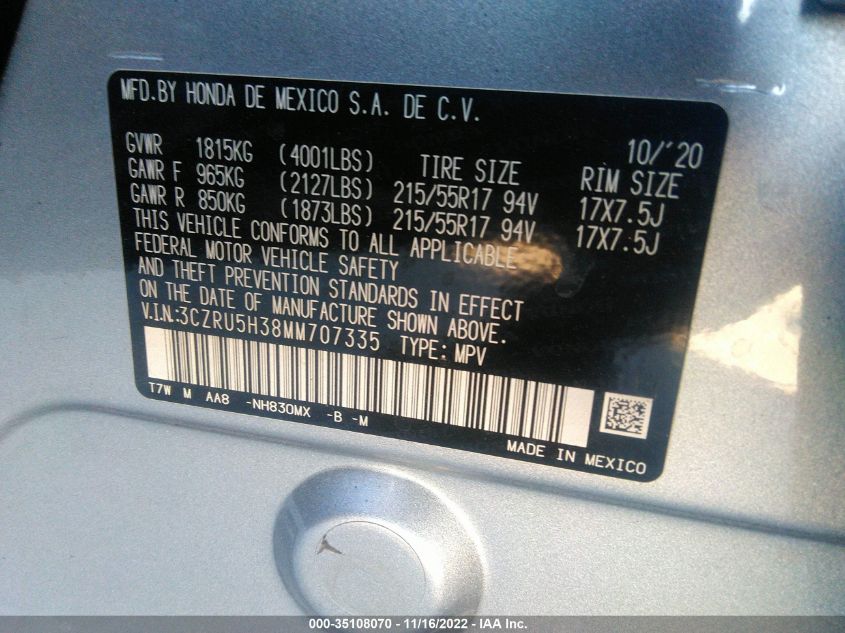 MFD.BY HONDA DE MEXICO S.A. DE C.V.
10/'20
GVWR 1815KG (4001LBS) TIRE SIZE RIM SIZE
GAWR F 965KG (2127LBS) 215/55R17 94V 17X7.5J
GAWR R 850KG (1873LBS) 215/55R17 94V 17X7.5J
THIS VEHICLE CONFORMS TO ALL APPLICABLE
FEDERAL MOTOR VEHICLE SAFETY
AND THEFT PREVENTION STANDARDS IN EFFECT
ON THE DATE OF MANUFACTURE SHOWN ABOVE.
V.I.N.:3CZRU5H38MM707335 TYPE: MPV
T7W M AA8 -NH830MX -B -M
MADE IN MEXICO
000-35108070 - 11/16/2022 - IAA Inc.